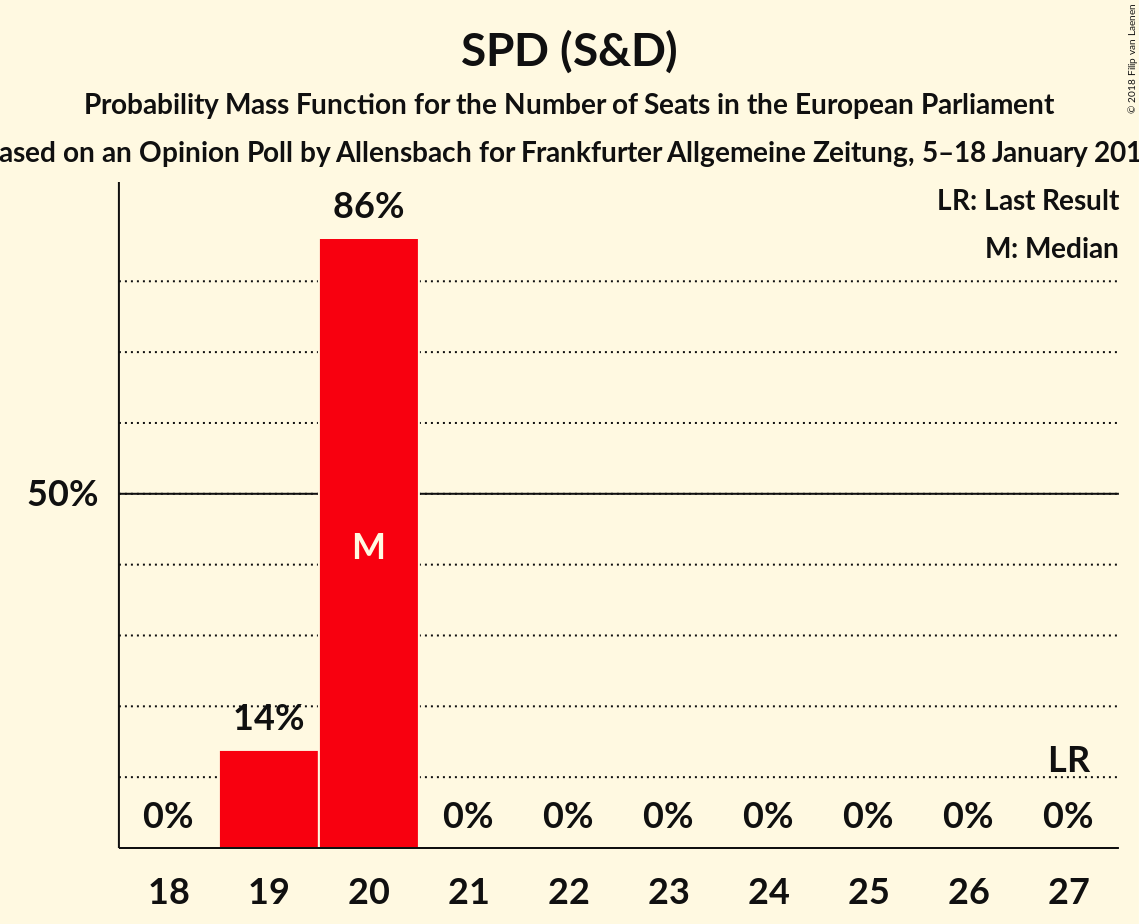 SPD (S&D)
Probability Mass Function for the Number of Seats in the European Parliament
ased on an Opinion Poll by Allensbach for Frankfurter Allgemeine Zeitung, 5–18 January 201
© 2018 Filip van Laenen
LR: Last Result
M: Median
86%
50%
M
14%
LR
0% 0% 0% 0% 0% 0% 0% 0%
18 19 20 21 22 23 24 25 26 27